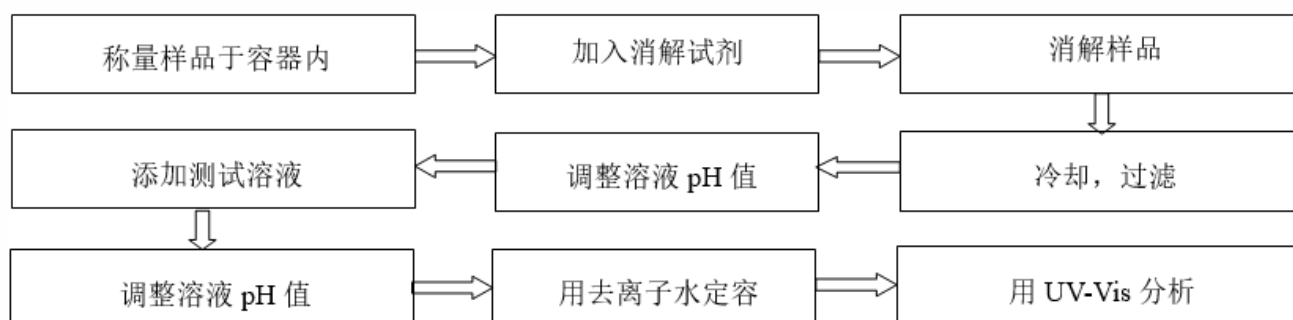 称量样品于容器内
加入消解试剂
消解样品
冷却，过滤
调整溶液 pH 值
添加测试溶液
调整溶液 pH 值
用去离子水定容
用 UV-Vis 分析